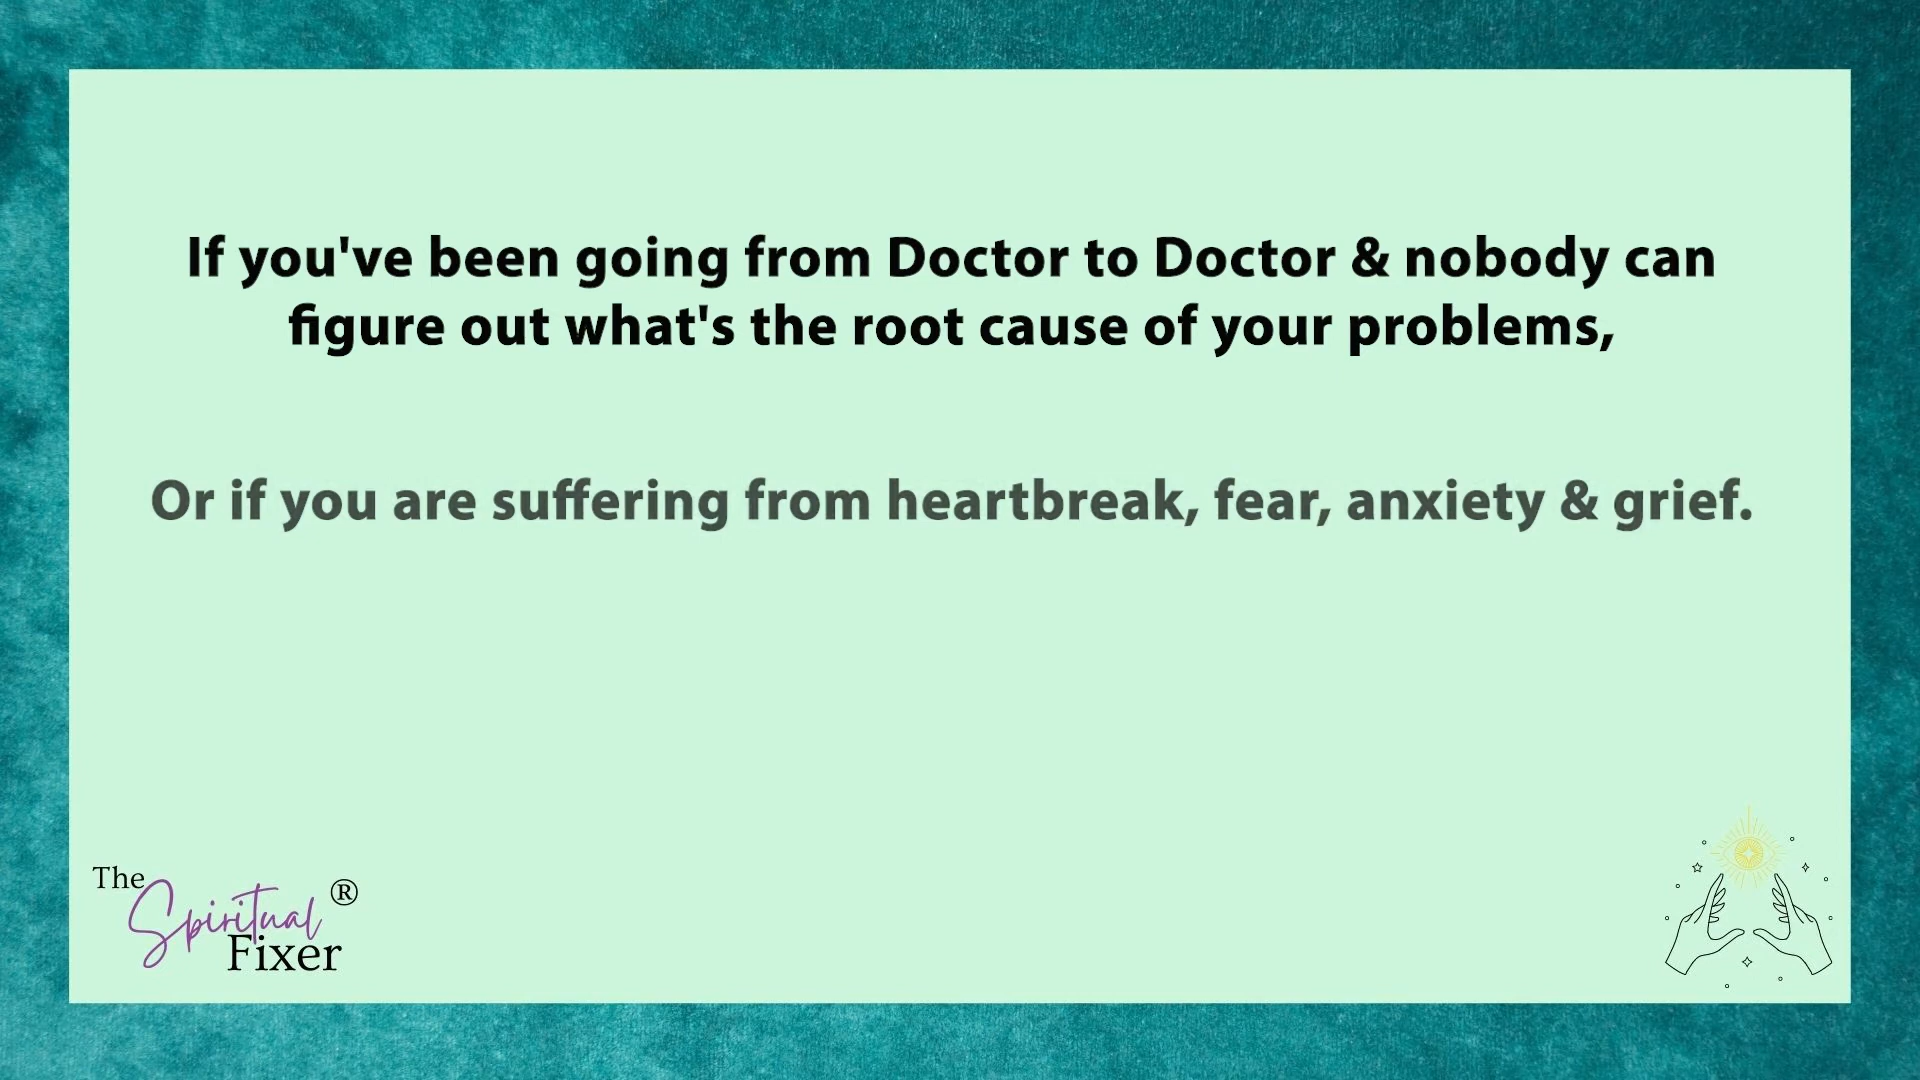 If you've been going from Doctor to Doctor & nobody can
figure out what's the root cause of your problems,
Or if you are suffering from heartbreak, fear, anxiety & grief.
The
Spiritual ®
Fixer